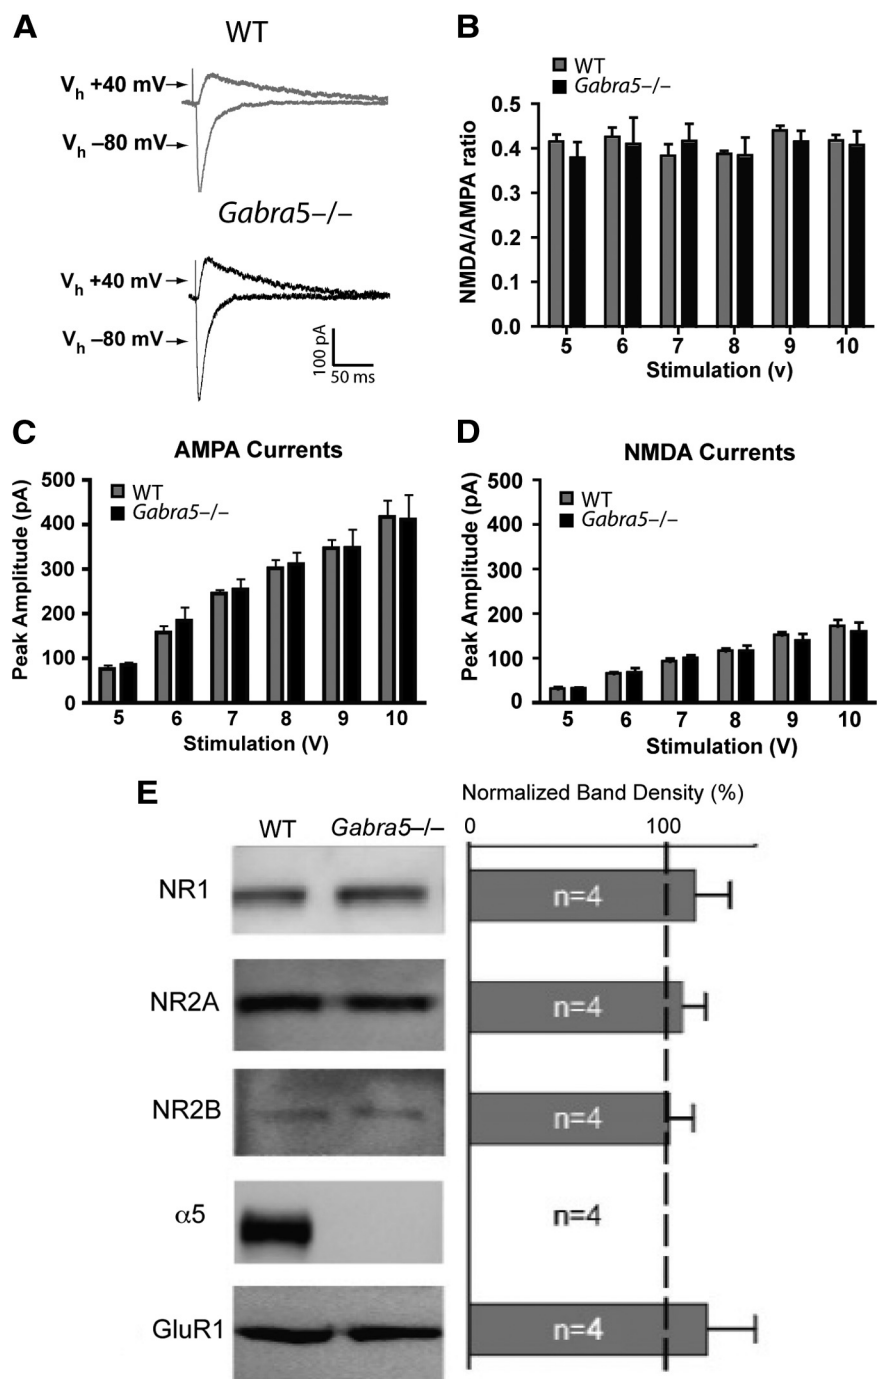 A
WT
Vh +40 mV
Vh –80 mV
Gabra5–/–
Vh +40 mV
Vh –80 mV
100 pA
50 ms
B
WT
Gabra5–/–
NMDA/AMPA ratio
0.5
0.4
0.3
0.2
0.1
0.0
5 6 7 8 9 10
Stimulation (v)
C
AMPA Currents
WT
Gabra5–/–
Peak Amplitude (pA)
500
400
300
200
100
0
5 6 7 8 9 10
Stimulation (V)
D
NMDA Currents
WT
Gabra5–/–
Peak Amplitude (pA)
500
400
300
200
100
0
5 6 7 8 9 10
Stimulation (V)
E
Normalized Band Density (%)
WT Gabra5–/– 0 100
NR1 n=4
NR2A n=4
NR2B n=4
α5 n=4
GluR1 n=4